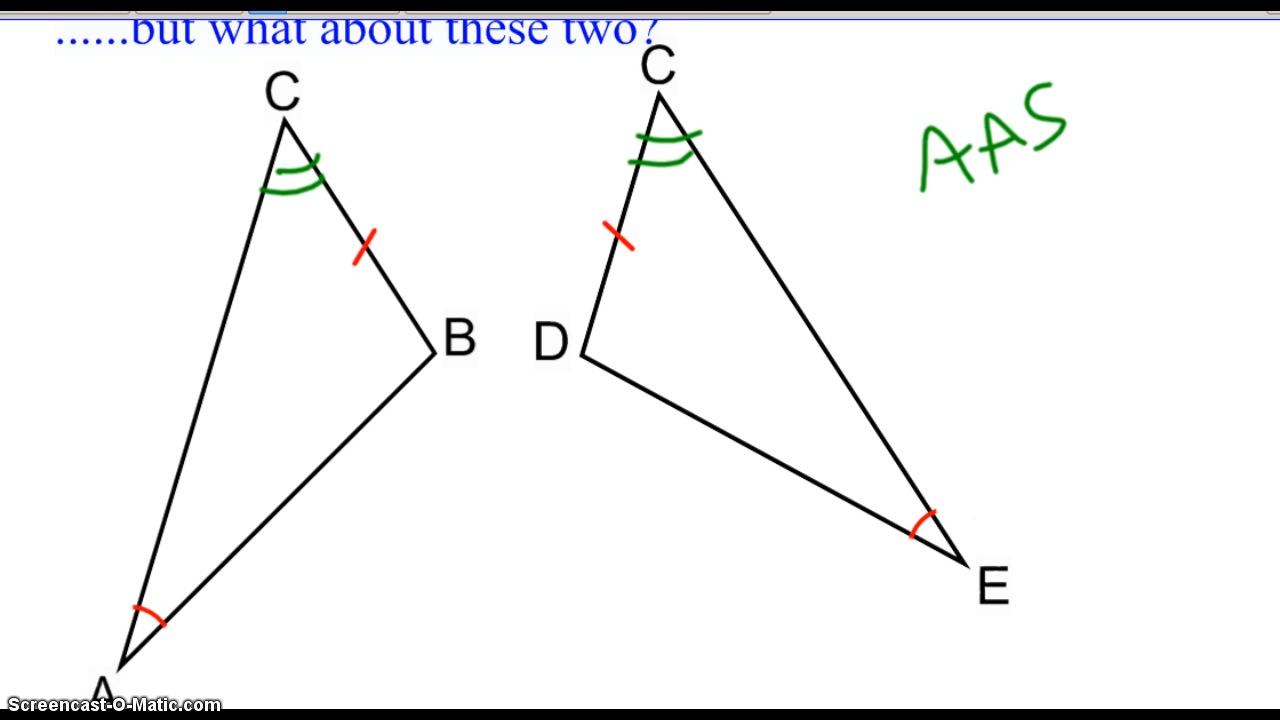 ......but what about these two?
C
C
AAS
B
D
E
A
Screencast-O-Matic.com